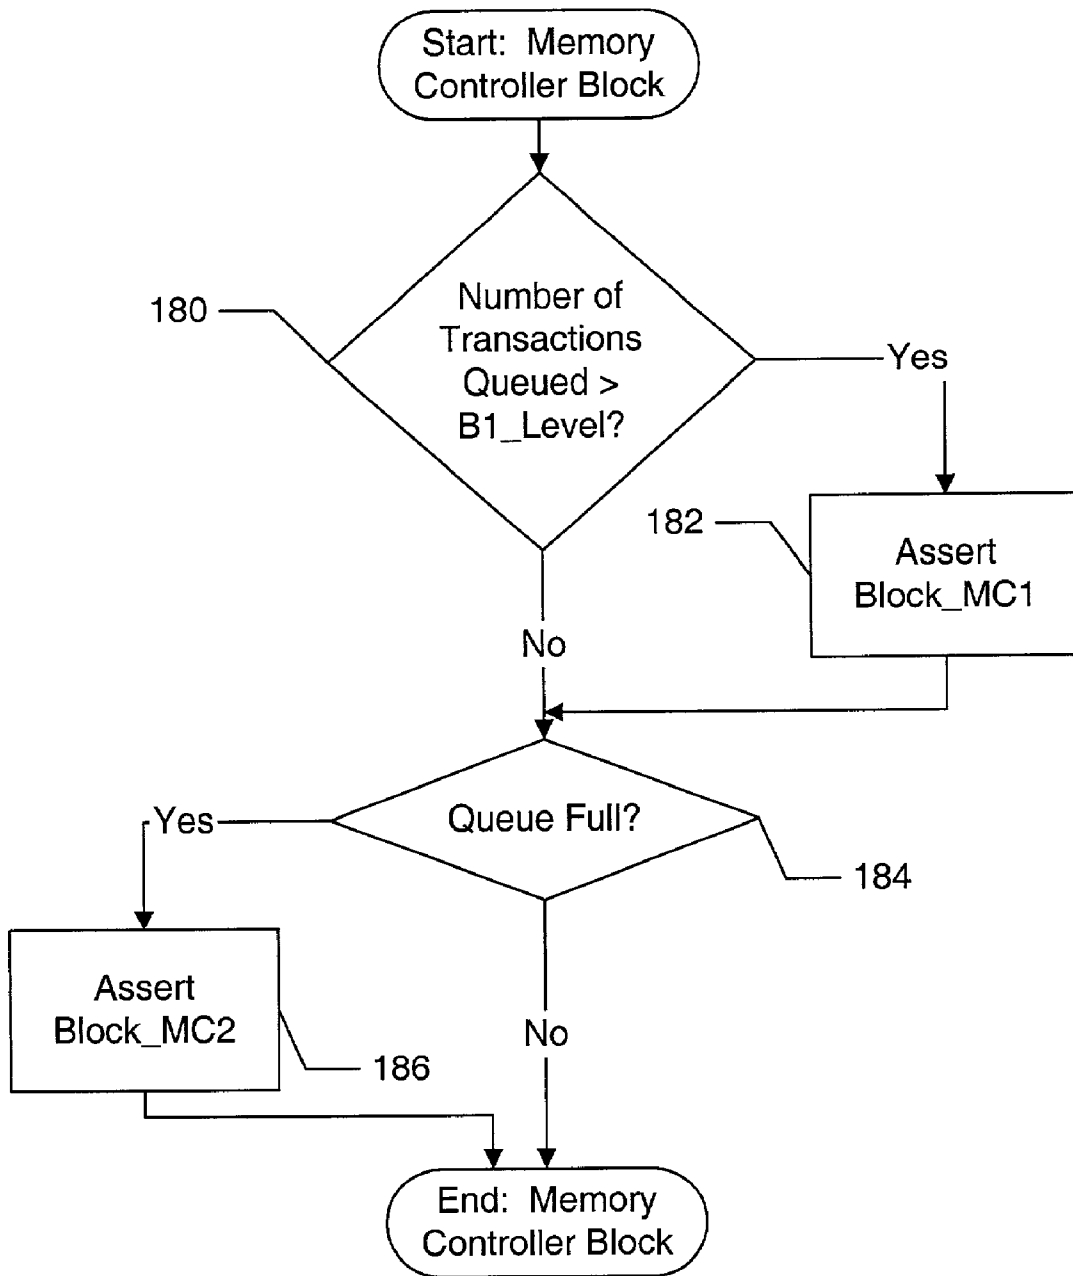 Start: Memory
Controller Block
180
Number of
Transactions
Queued >
B1_Level?
Yes
182
Assert
Block_MC1
No
Yes
Queue Full?
184
Assert
Block_MC2
186
No
End: Memory
Controller Block